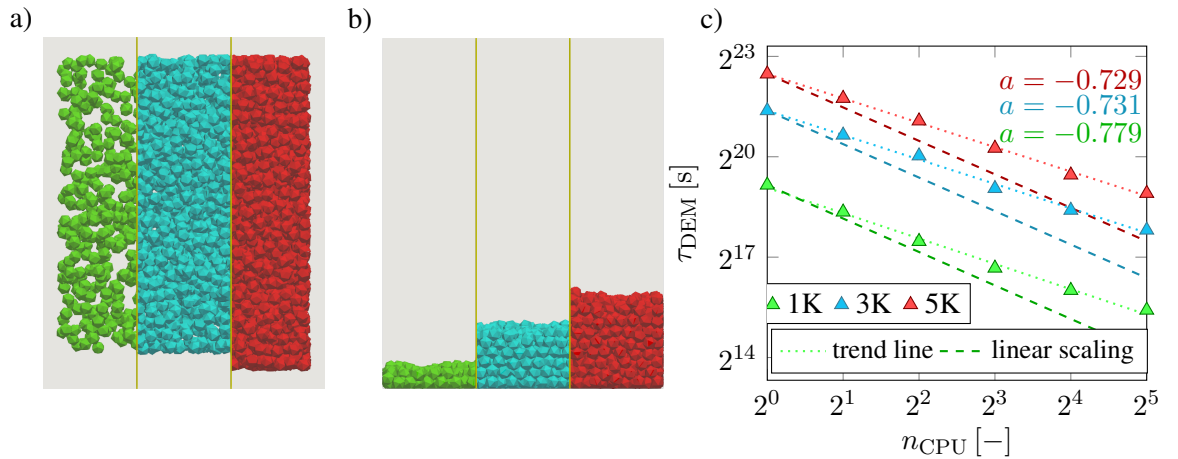 a)
b)
c)
2^23
2^20
2^17
2^14
τ_DEM [s]
a = −0.729
a = −0.731
a = −0.779
1K 3K 5K
trend line linear scaling
2^0 2^1 2^2 2^3 2^4 2^5
n_CPU [−]